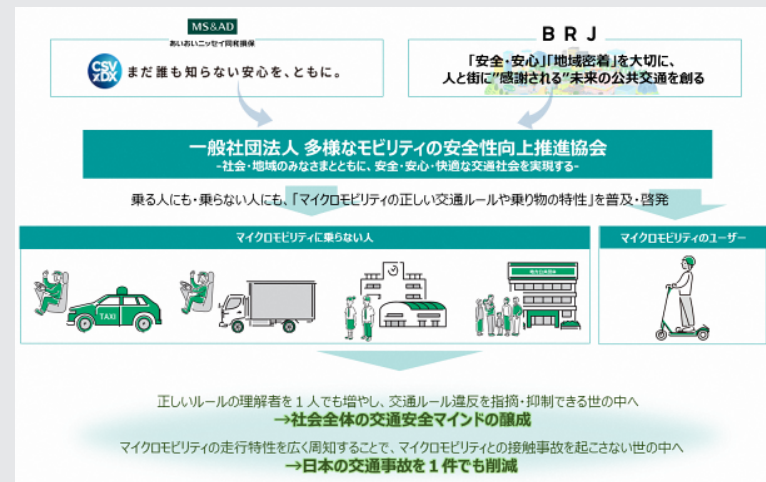 MS&AD
あいおいニッセイ同和損保
CSV
×DX
まだ誰も知らない安心を、ともに。
BRJ
「安全・安心」「地域密着」を大切に、
人と街に"感謝される"未来の公共交通を創る
一般社団法人 多様なモビリティの安全性向上推進協会
-社会・地域のみなさまとともに、安全・安心・快適な交通社会を実現する-
乗る人にも・乗らない人にも、「マイクロモビリティの正しい交通ルールや乗り物の特性」を普及・啓発
マイクロモビリティに乗らない人
マイクロモビリティのユーザー
TAXI
正しいルールの理解者を1人でも増やし、交通ルール違反を指摘・抑制できる世の中へ
→社会全体の交通安全マインドの醸成
マイクロモビリティの走行特性を広く周知することで、マイクロモビリティとの接触事故を起こさない世の中へ
→日本の交通事故を1件でも削減